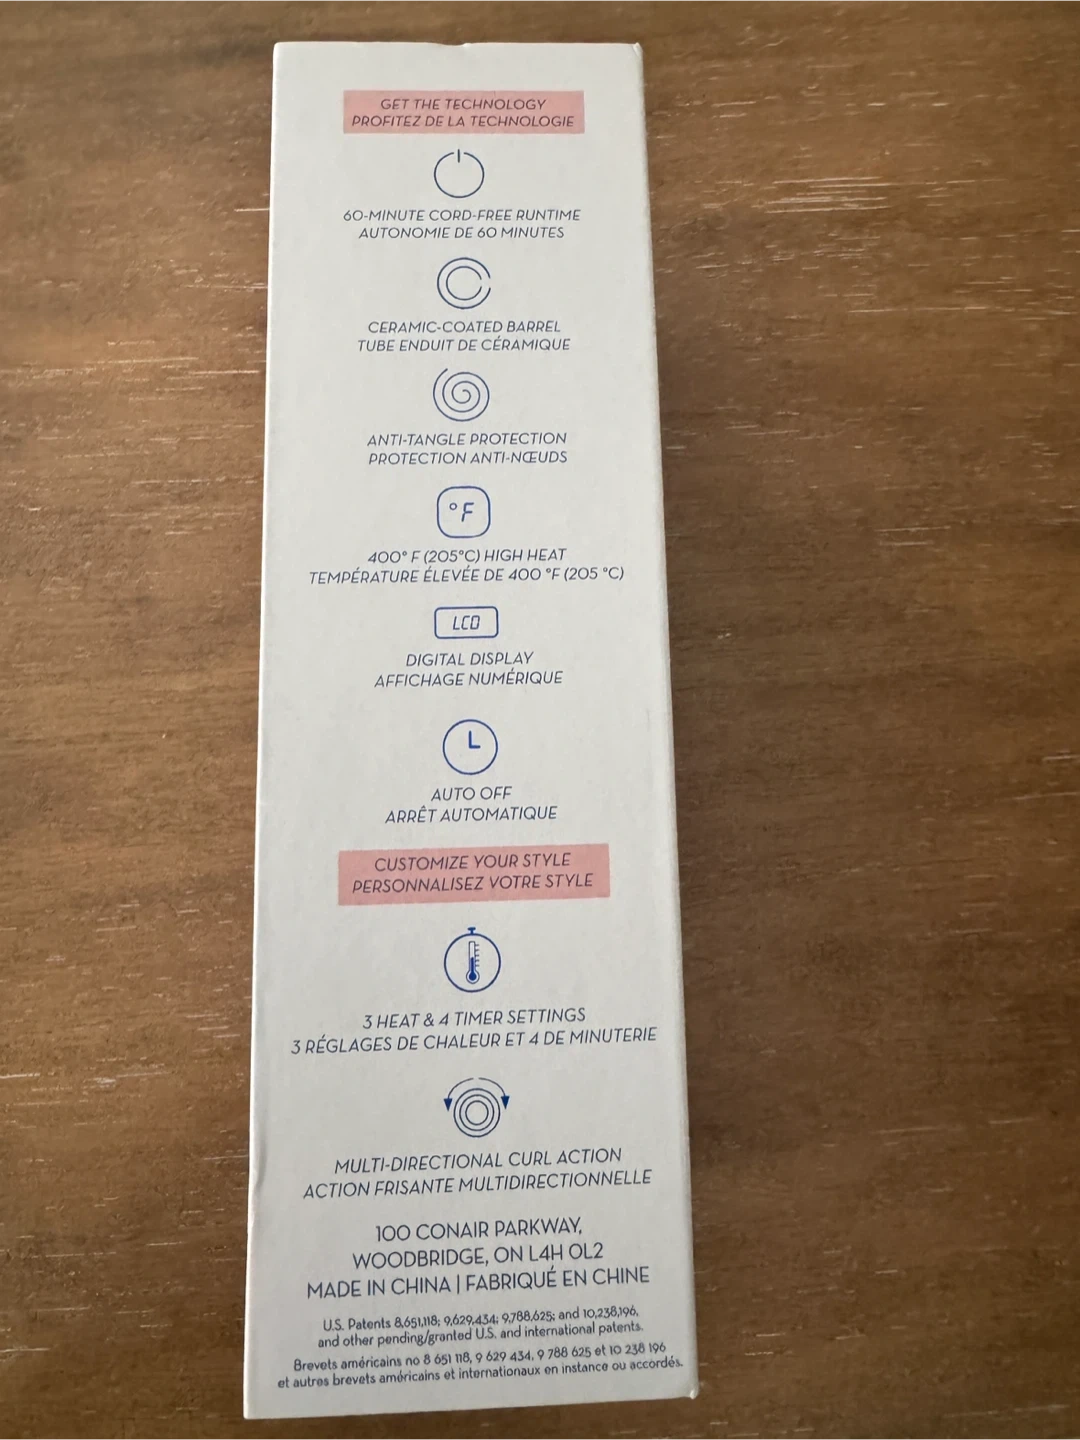 GET THE TECHNOLOGY
PROFITEZ DE LA TECHNOLOGIE
60-MINUTE CORD-FREE RUNTIME
AUTONOMIE DE 60 MINUTES
CERAMIC-COATED BARREL
TUBE ENDUIT DE CÉRAMIQUE
ANTI-TANGLE PROTECTION
PROTECTION ANTI-NŒUDS
°F
400° F (205°C) HIGH HEAT
TEMPÉRATURE ÉLEVÉE DE 400 °F (205 °C)
LCD
DIGITAL DISPLAY
AFFICHAGE NUMÉRIQUE
AUTO OFF
ARRÊT AUTOMATIQUE
CUSTOMIZE YOUR STYLE
PERSONNALISEZ VOTRE STYLE
3 HEAT & 4 TIMER SETTINGS
3 RÉGLAGES DE CHALEUR ET 4 DE MINUTERIE
MULTI-DIRECTIONAL CURL ACTION
ACTION FRISANTE MULTIDIRECTIONNELLE
100 CONAIR PARKWAY,
WOODBRIDGE, ON L4H 0L2
MADE IN CHINA | FABRIQUÉ EN CHINE
U.S. Patents 8,651,118; 9,629,434; 9,788,625; and 10,238,196,
and other pending/granted U.S. and international patents.
Brevets américains no 8 651 118, 9 629 434, 9 788 625 et 10 238 196
et autres brevets américains et internationaux en instance ou accordés.